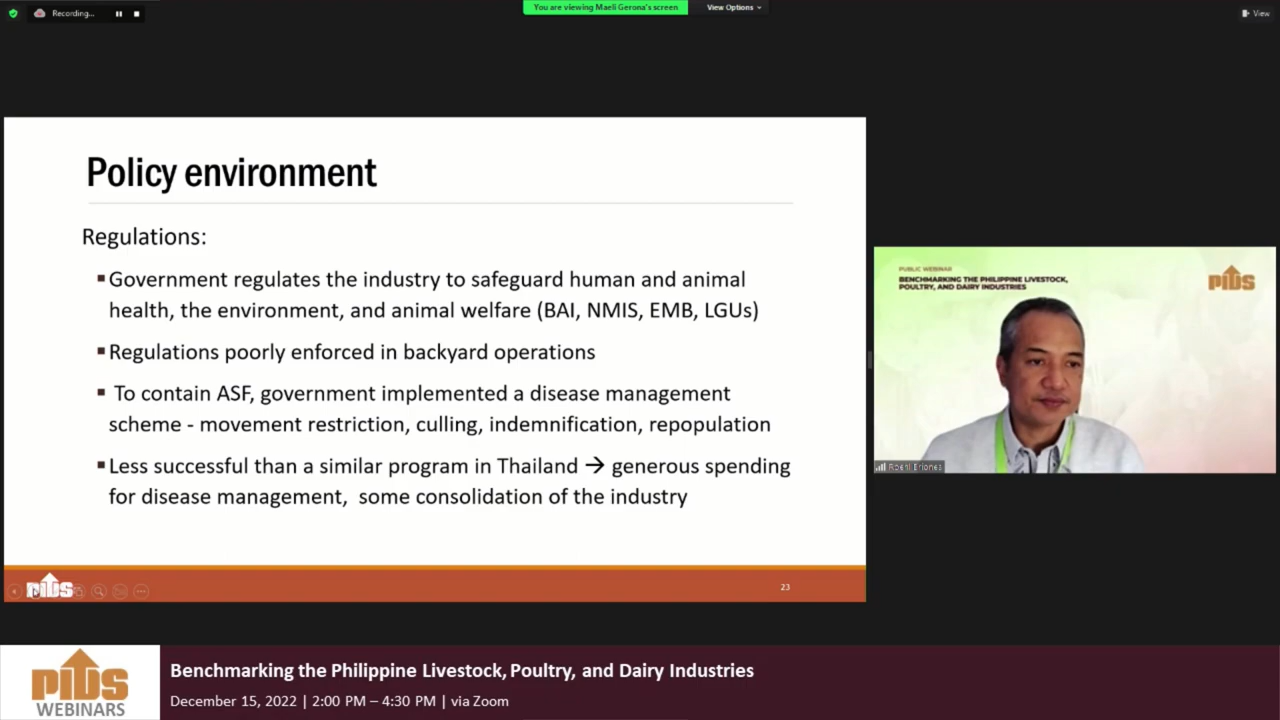 Recording...
You are viewing Maeli Gerona's screen
View Options
View
Policy environment
Regulations:
Government regulates the industry to safeguard human and animal
health, the environment, and animal welfare (BAI, NMIS, EMB, LGUs)
Regulations poorly enforced in backyard operations
To contain ASF, government implemented a disease management
scheme - movement restriction, culling, indemnification, repopulation
Less successful than a similar program in Thailand → generous spending
for disease management, some consolidation of the industry
pids
23
PUBLIC WEBINAR
BENCHMARKING THE PHILIPPINE LIVESTOCK,
POULTRY, AND DAIRY INDUSTRIES
pids
Roehl Briones
pids
WEBINARS
Benchmarking the Philippine Livestock, Poultry, and Dairy Industries
December 15, 2022 | 2:00 PM – 4:30 PM | via Zoom